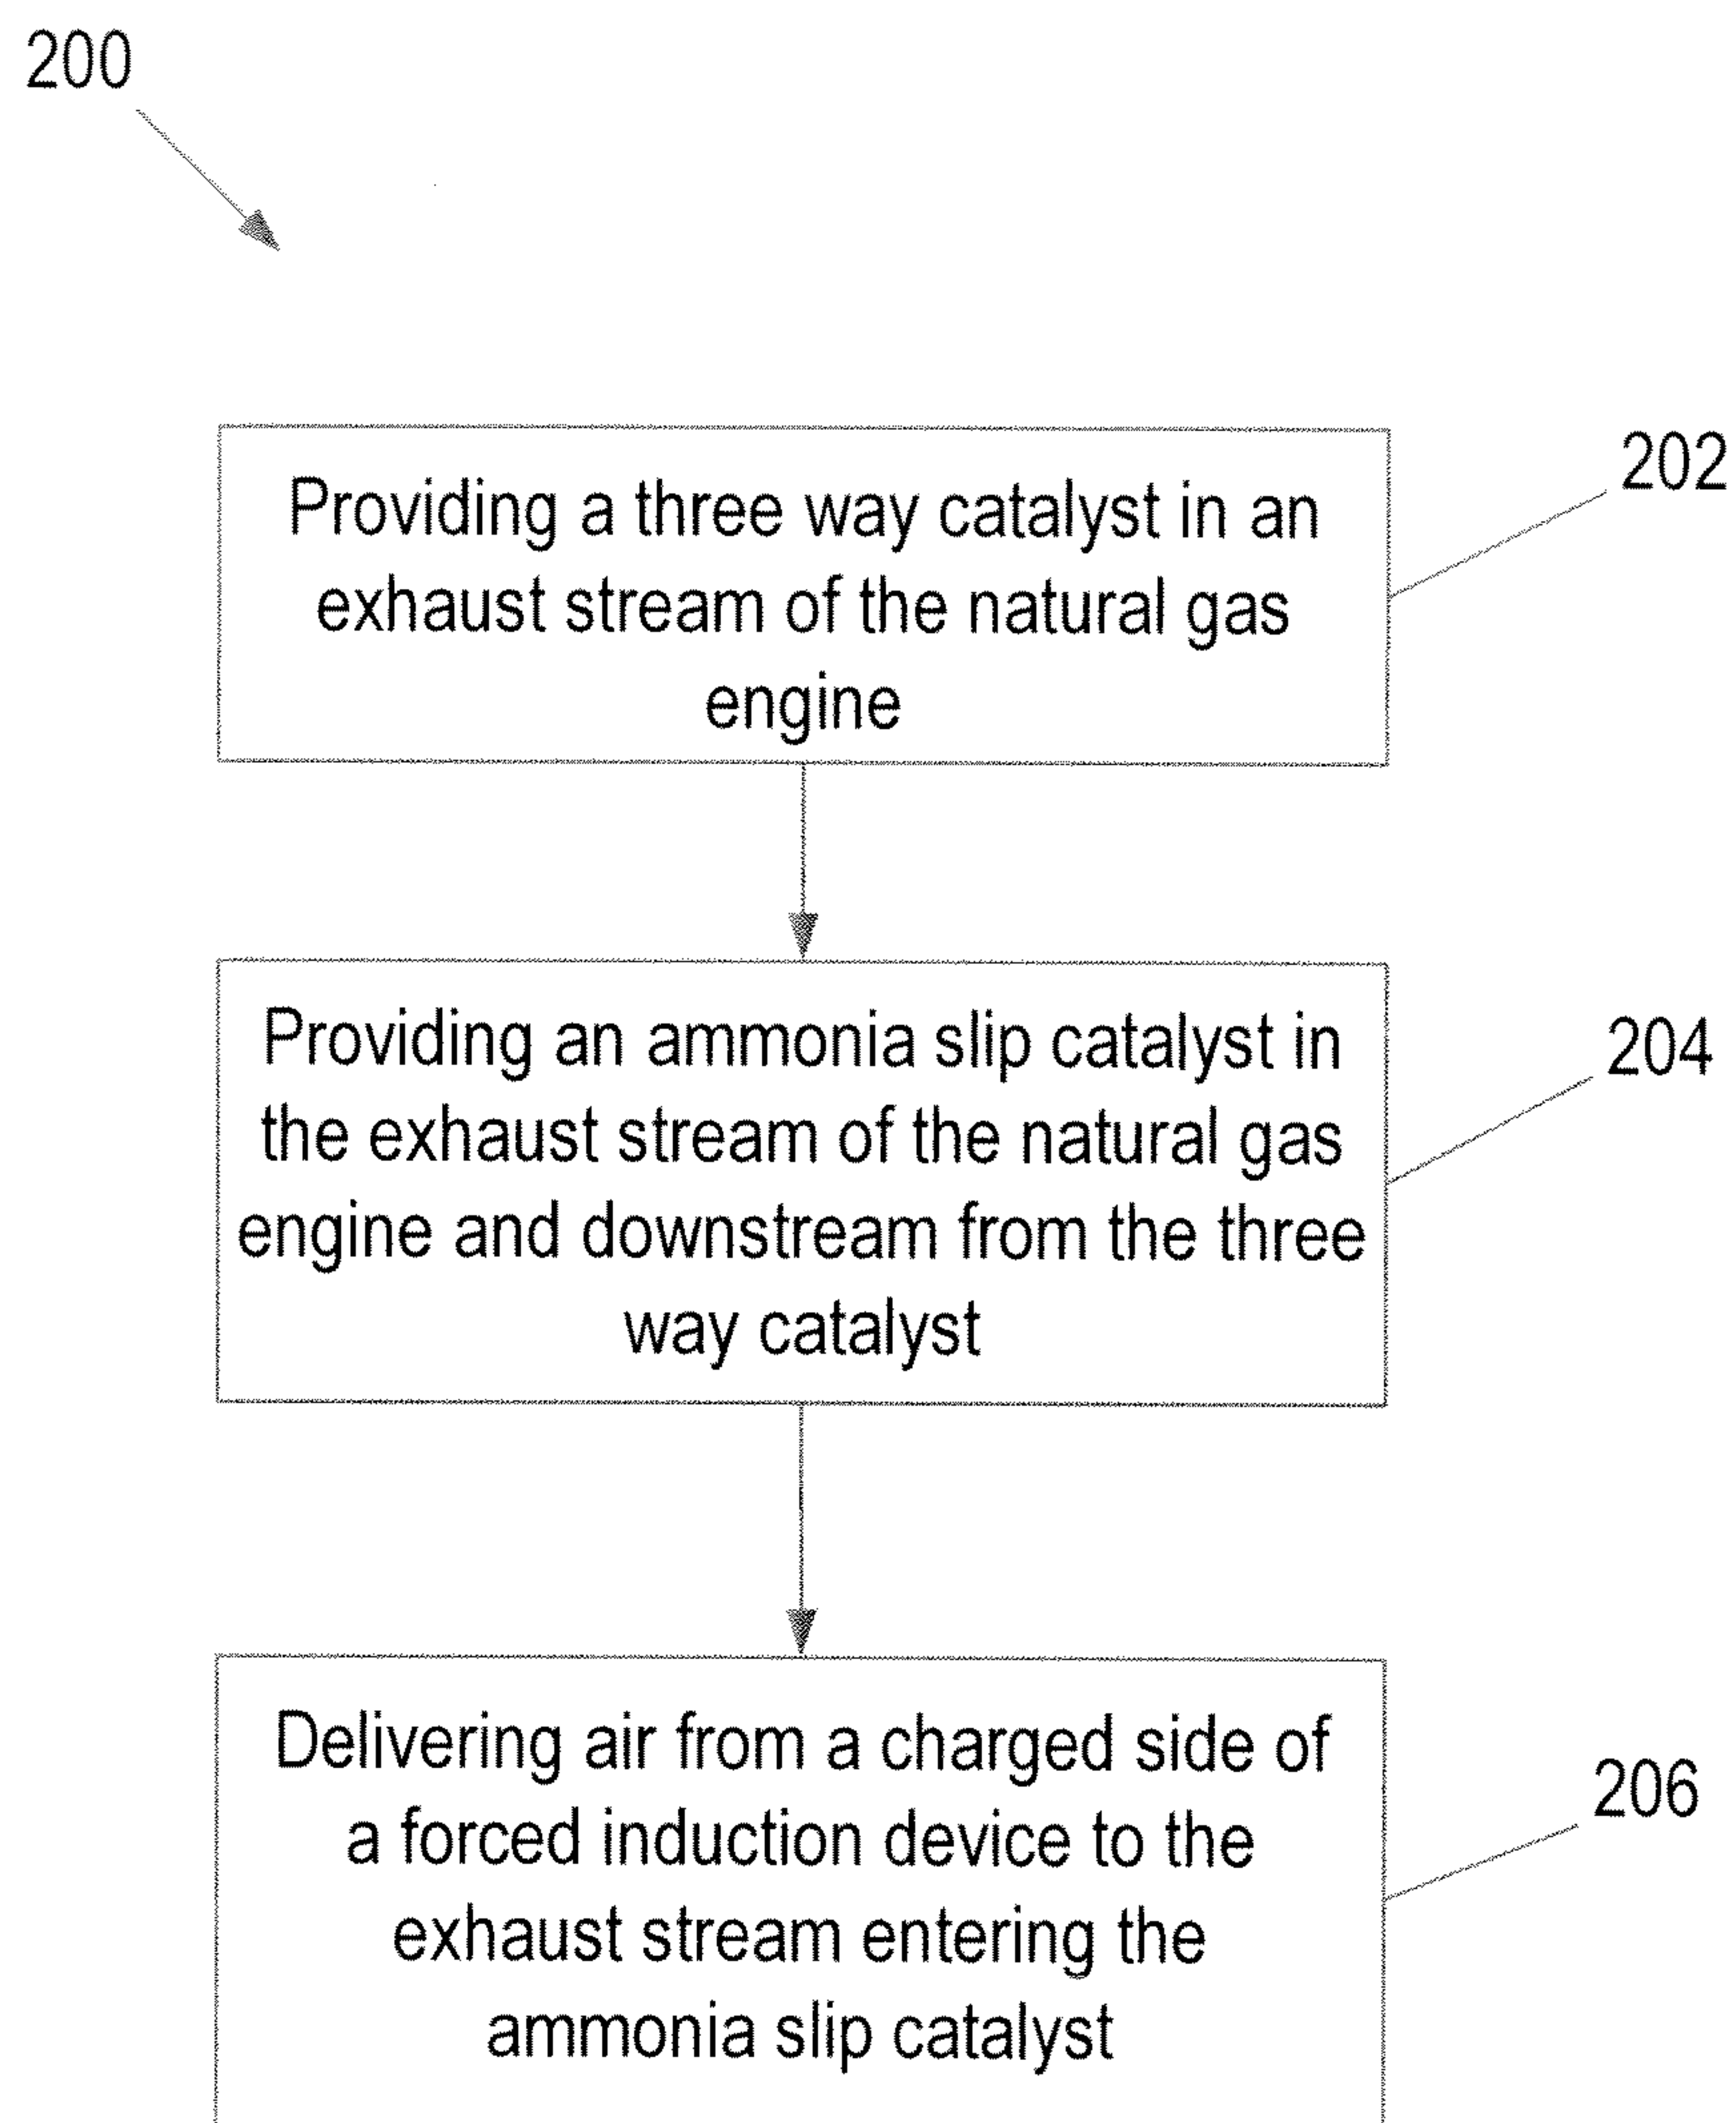 200
Providing a three way catalyst in an
exhaust stream of the natural gas
engine
202
Providing an ammonia slip catalyst in
the exhaust stream of the natural gas
engine and downstream from the three
way catalyst
204
Delivering air from a charged side of
a forced induction device to the
exhaust stream entering the
ammonia slip catalyst
206